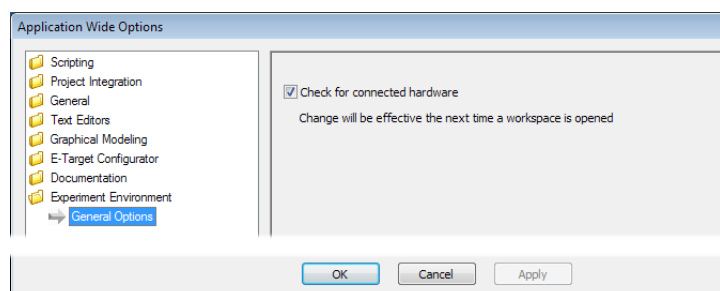 Application Wide Options
Scripting
Project Integration
General
Text Editors
Graphical Modeling
E-Target Configurator
Documentation
Experiment Environment
General Options
Check for connected hardware
Change will be effective the next time a workspace is opened
OK
Cancel
Apply